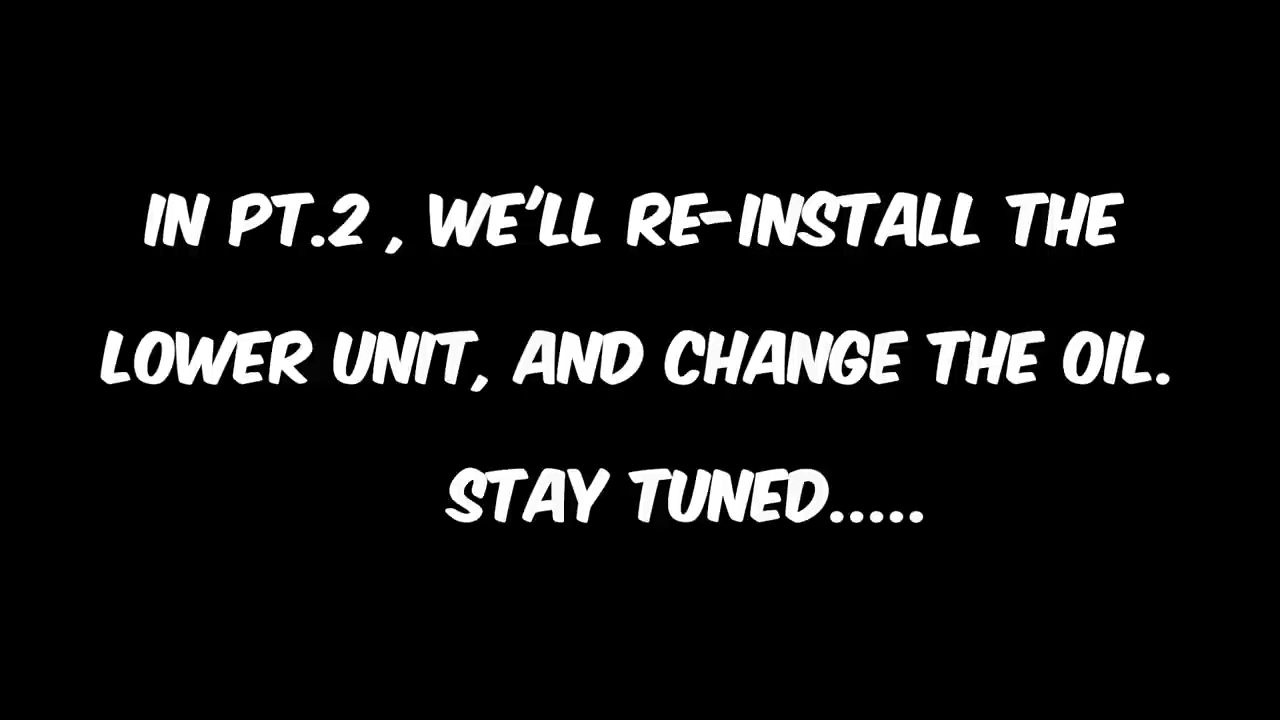 IN PT.2 , WE'LL RE-INSTALL THE
LOWER UNIT, AND CHANGE THE OIL.
STAY TUNED.....